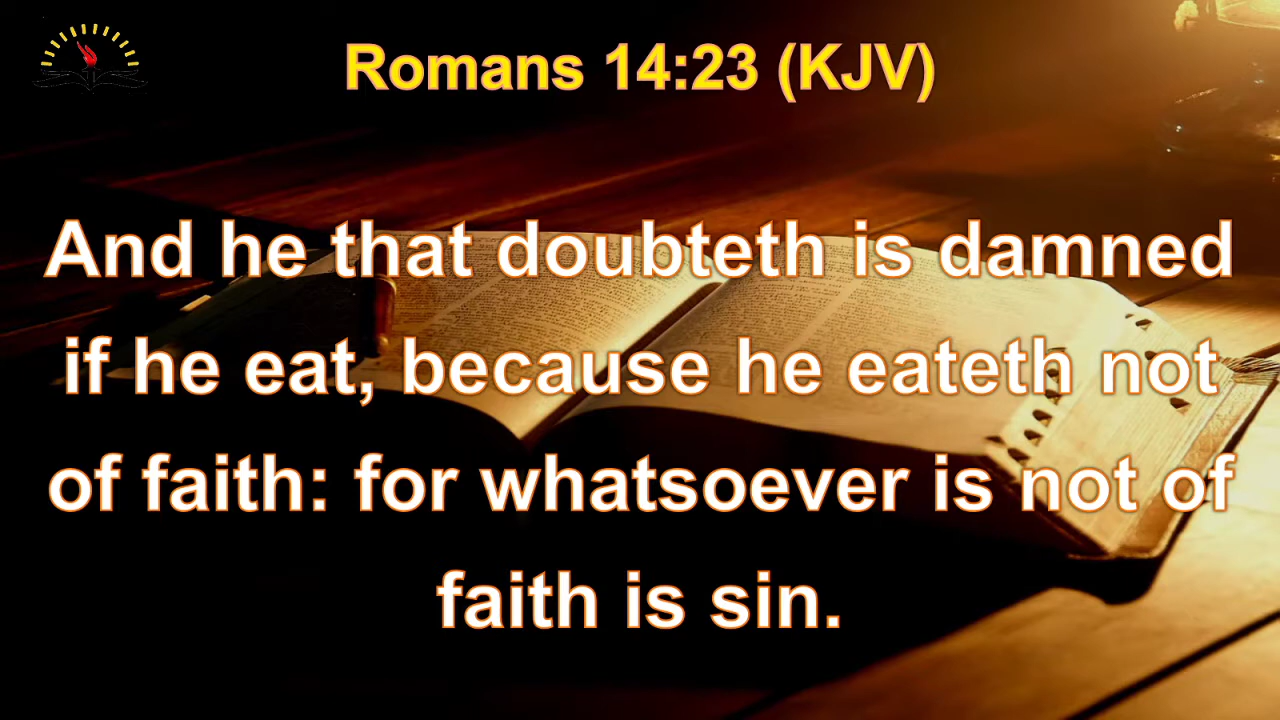 Romans 14:23 (KJV)
And he that doubteth is damned
if he eat, because he eateth not
of faith: for whatsoever is not of
faith is sin.